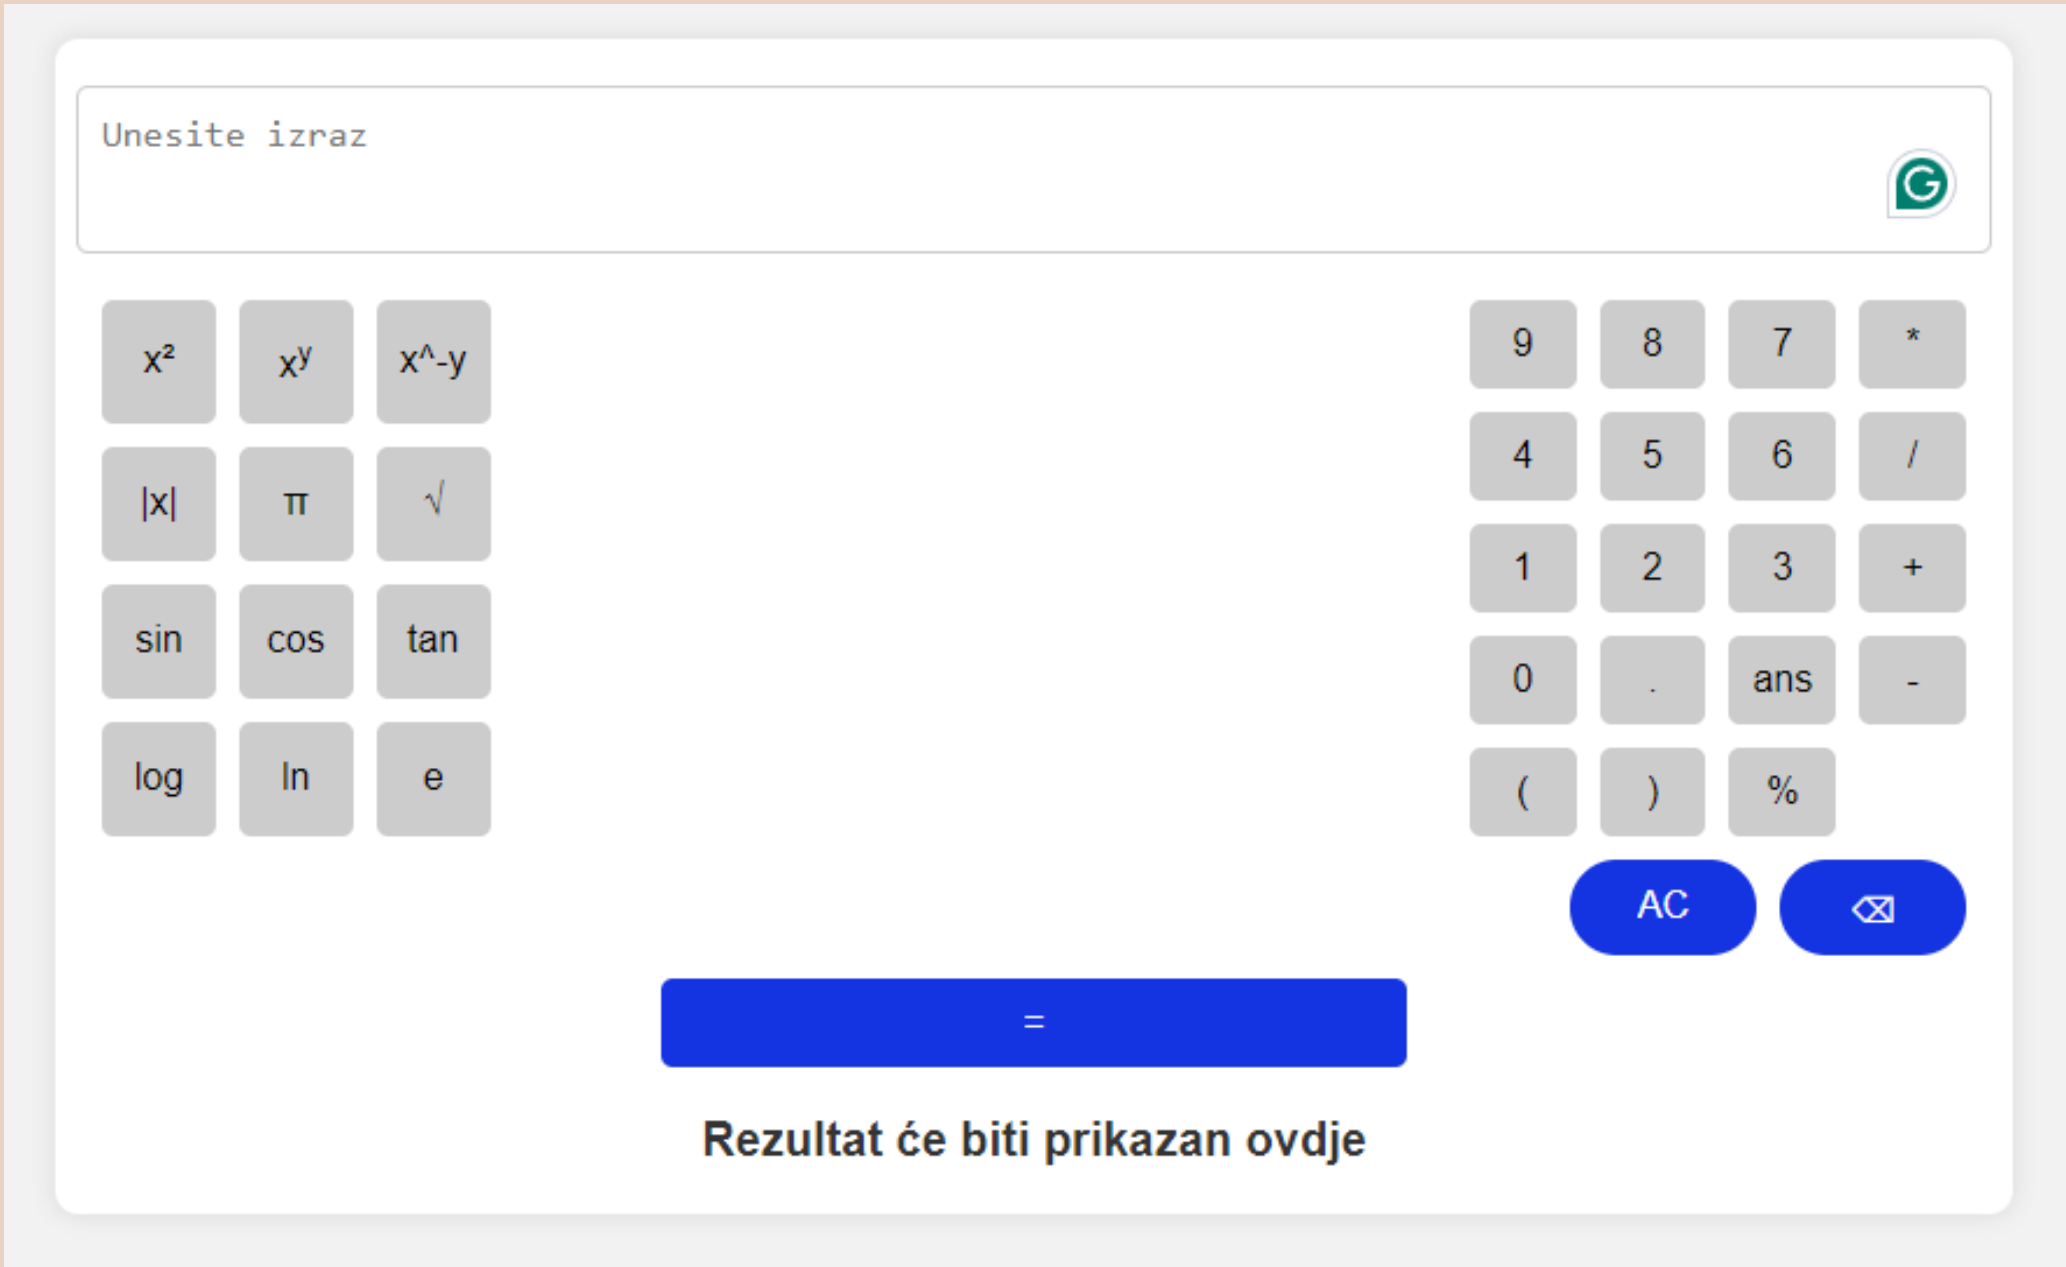 Unesite izraz
x² xʸ x^-y 9 8 7 *
|x| π √ 4 5 6 /
sin cos tan 1 2 3 +
log ln e 0 . ans -
( ) %
AC ⌫
=
Rezultat će biti prikazan ovdje